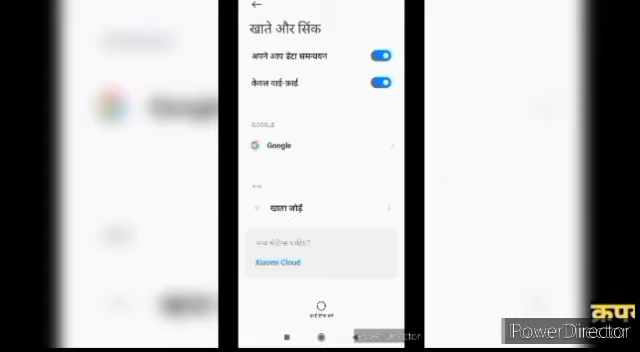 खाते और सिंक
अपने आप डेटा समन्वयन
केवल वाई-फ़ाई
GOOGLE
Google
खाता जोड़ें
Xiaomi Cloud
PowerDirector